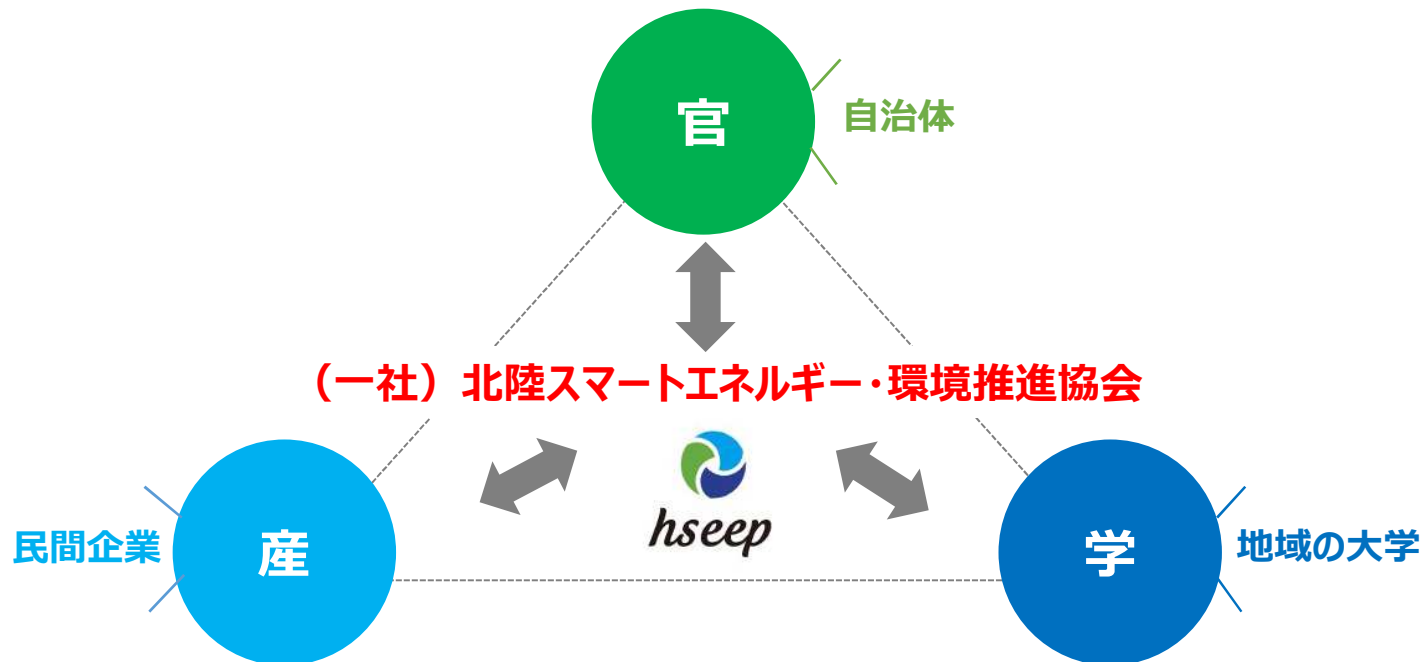 官
自治体
（一社）北陸スマートエネルギー・環境推進協会
hseep
民間企業
産
学
地域の大学